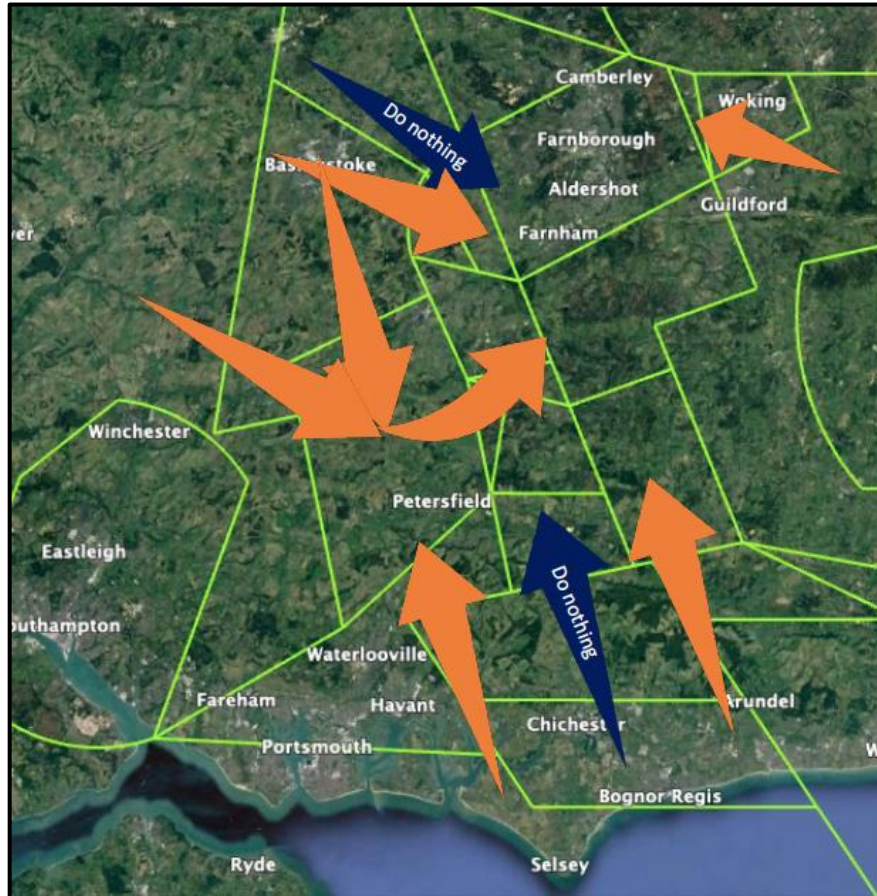 Camberley
Woking
Do nothing
Farnborough
Aldershot
Guildford
Farnham
Winchester
Petersfield
Eastleigh
Do nothing
Waterlooville
Fareham
Havant
Arundel
Chichester
Portsmouth
Bognor Regis
Ryde
Selsey